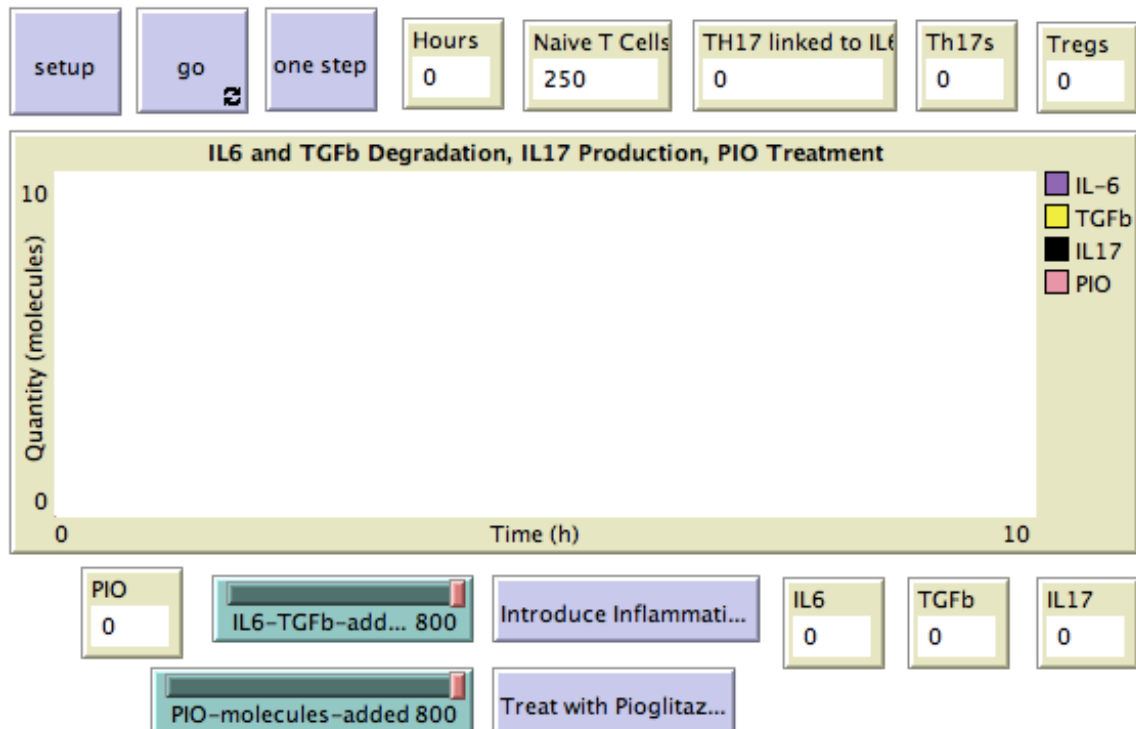 setup
go
one step
Hours
0
Naive T Cells
250
TH17 linked to IL6
0
Th17s
0
Tregs
0
IL6 and TGFb Degradation, IL17 Production, PIO Treatment
Quantity (molecules)
10
0
0
Time (h)
10
IL-6
TGFb
IL17
PIO
PIO
0
IL6-TGFb-add... 800
Introduce Inflammati...
IL6
0
TGFb
0
IL17
0
PIO-molecules-added 800
Treat with Pioglitaz...